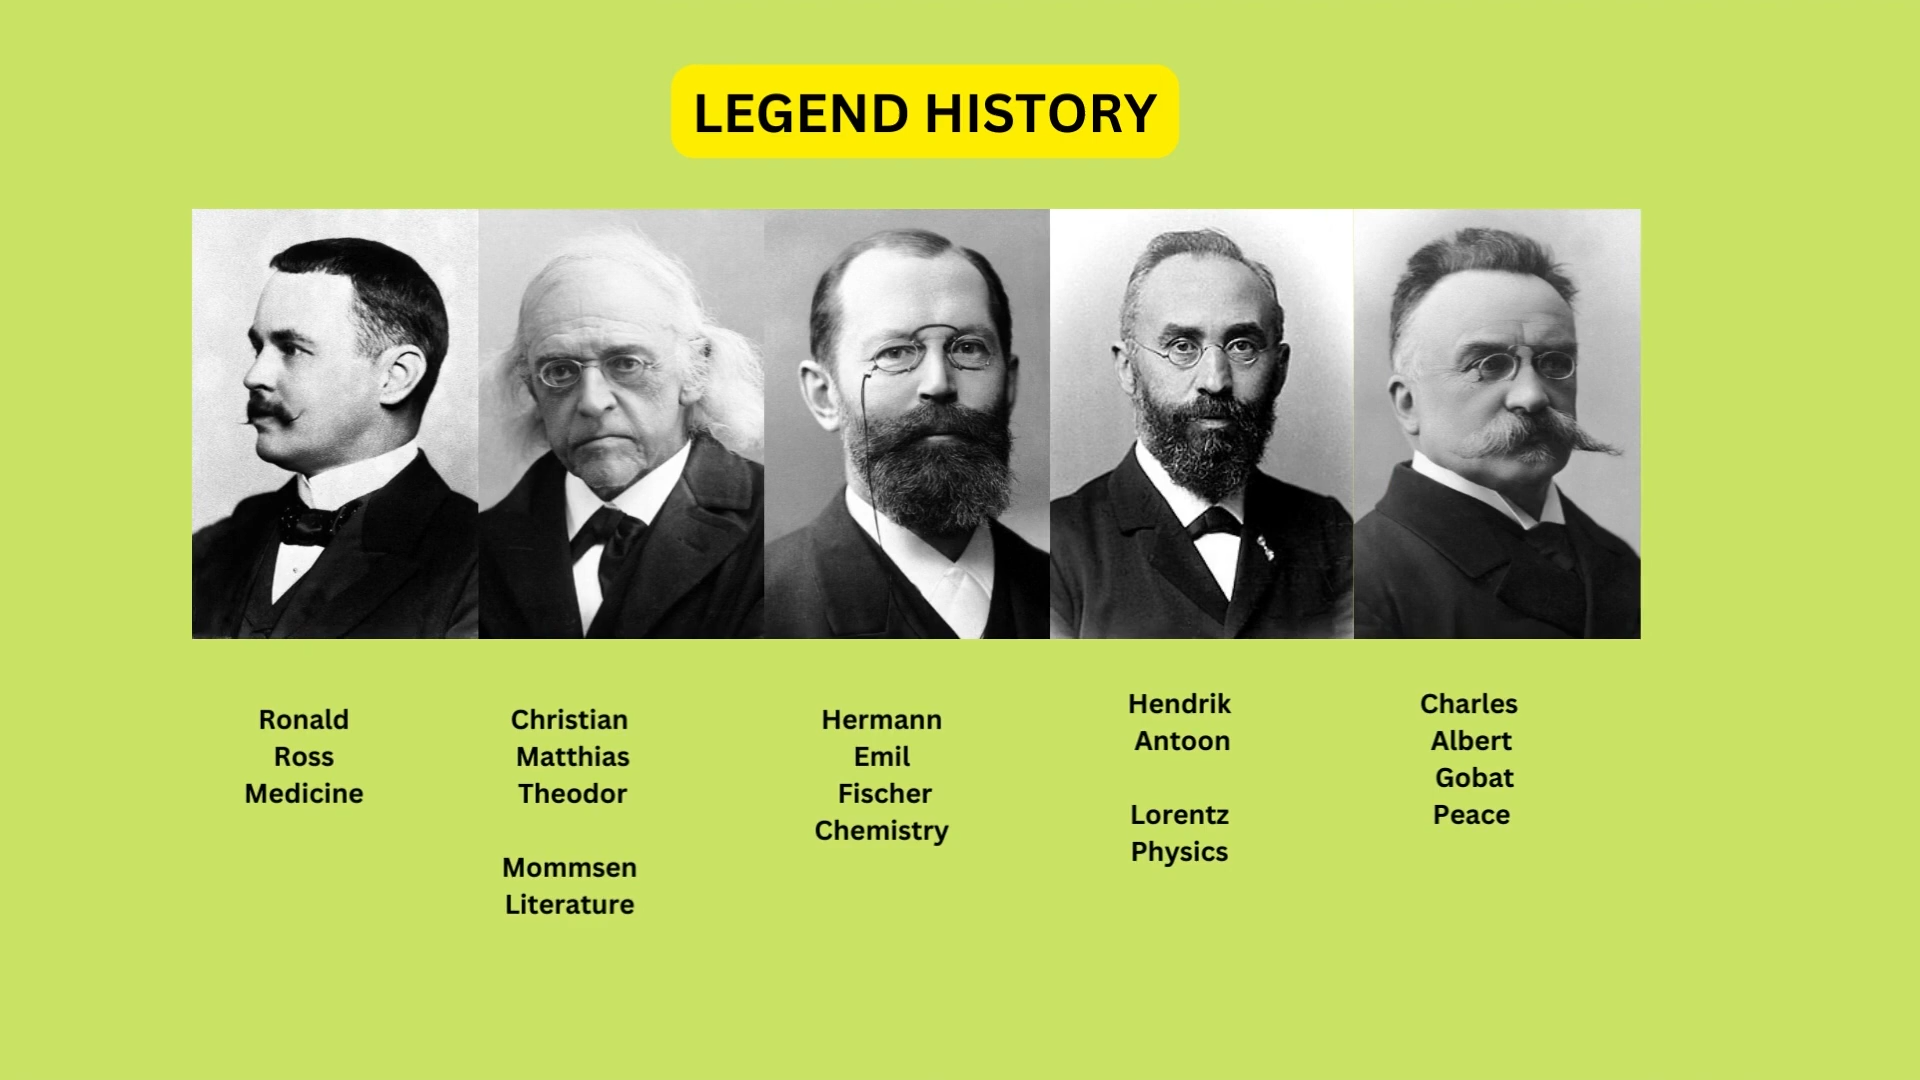 LEGEND HISTORY
Ronald
Ross
Medicine
Christian
Matthias
Theodor
Mommsen
Literature
Hermann
Emil
Fischer
Chemistry
Hendrik
Antoon
Lorentz
Physics
Charles
Albert
Gobat
Peace